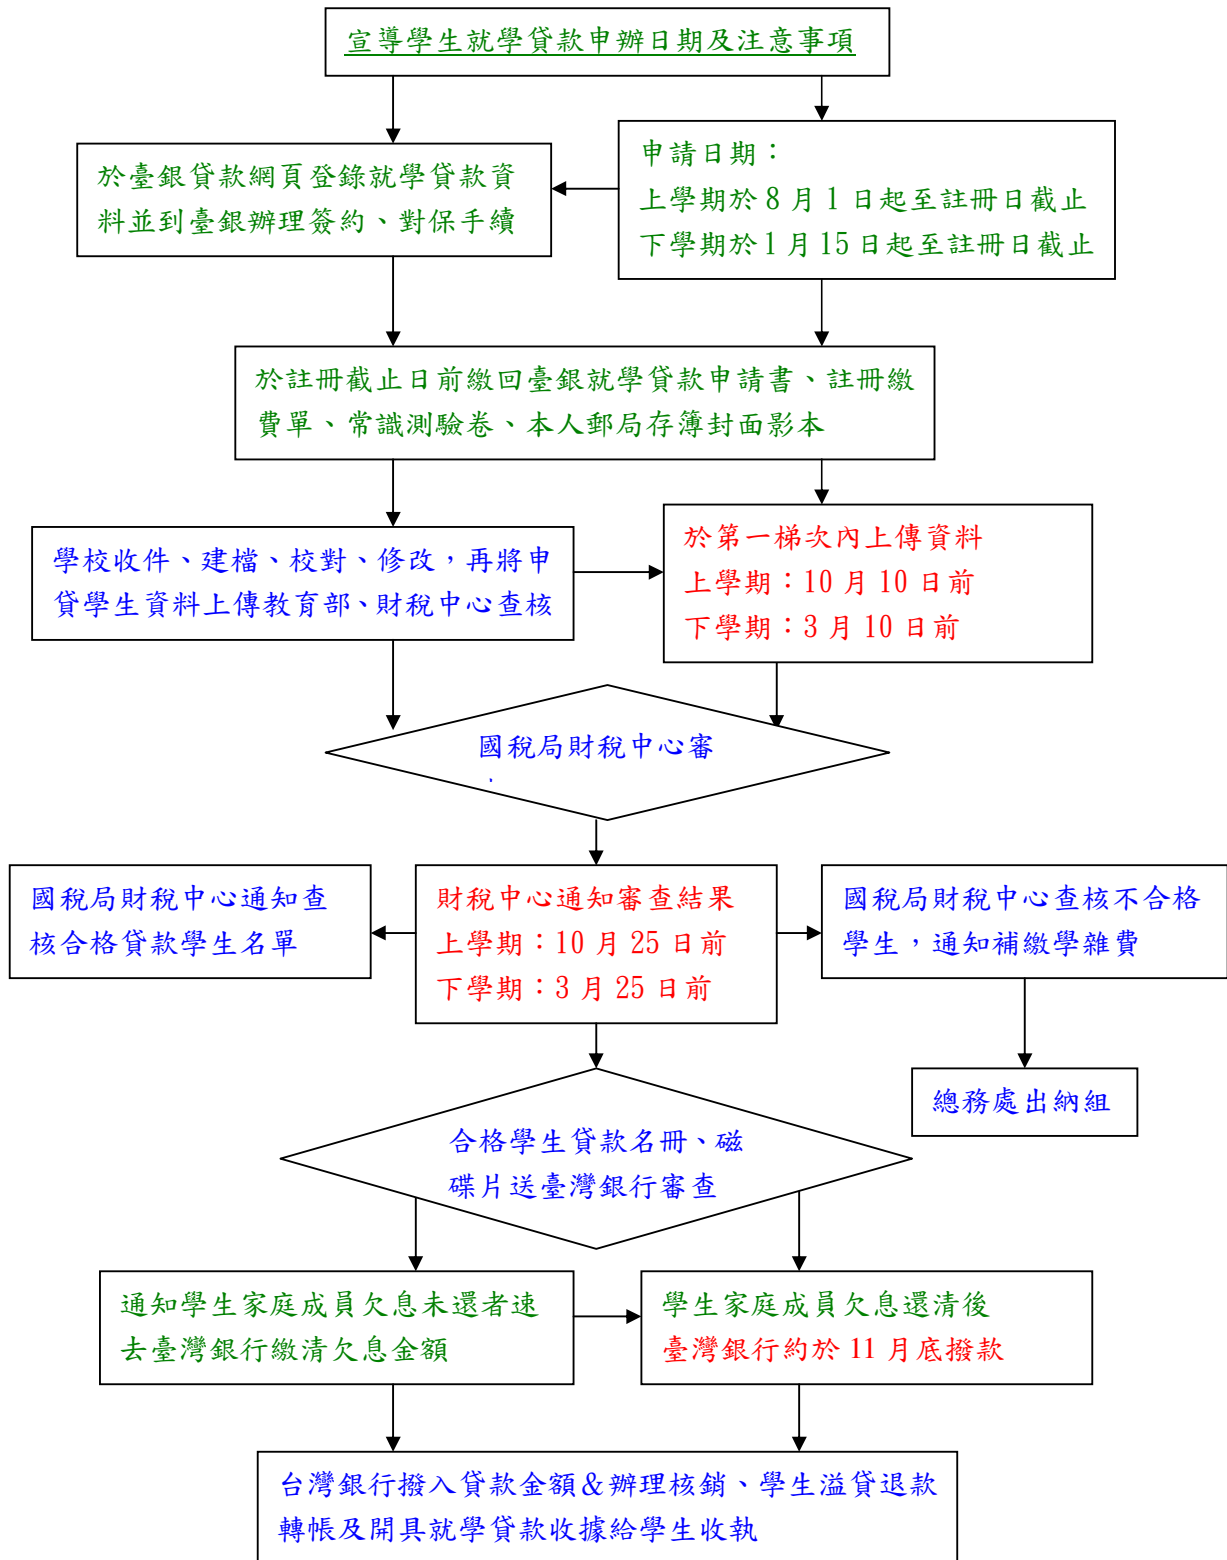 宣導學生就學貸款申辦日期及注意事項
於臺銀貸款網頁登錄就學貸款資
料並到臺銀辦理簽約、對保手續
申請日期：
上學期於 8 月 1 日起至註冊日截止
下學期於 1 月 15 日起至註冊日截止
於註冊截止日前繳回臺銀就學貸款申請書、註冊繳
費單、常識測驗卷、本人郵局存簿封面影本
學校收件、建檔、校對、修改，再將申
貸學生資料上傳教育部、財稅中心查核
於第一梯次內上傳資料
上學期：10 月 10 日前
下學期：3 月 10 日前
國稅局財稅中心審
國稅局財稅中心通知查
核合格貸款學生名單
財稅中心通知審查結果
上學期：10 月 25 日前
下學期：3 月 25 日前
國稅局財稅中心查核不合格
學生，通知補繳學雜費
總務處出納組
合格學生貸款名冊、磁
碟片送臺灣銀行審查
通知學生家庭成員欠息未還者速
去臺灣銀行繳清欠息金額
學生家庭成員欠息還清後
臺灣銀行約於 11 月底撥款
台灣銀行撥入貸款金額＆辦理核銷、學生溢貸退款
轉帳及開具就學貸款收據給學生收執